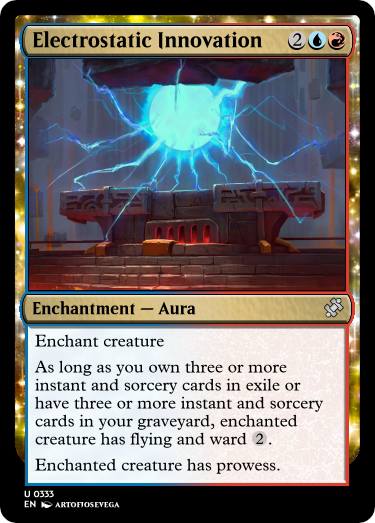 Electrostatic Innovation 2
Enchantment — Aura
Enchant creature
As long as you own three or more
instant and sorcery cards in exile or
have three or more instant and sorcery
cards in your graveyard, enchanted
creature has flying and ward 2.
Enchanted creature has prowess.
U 0333
EN ARTOFJOSEVEGA